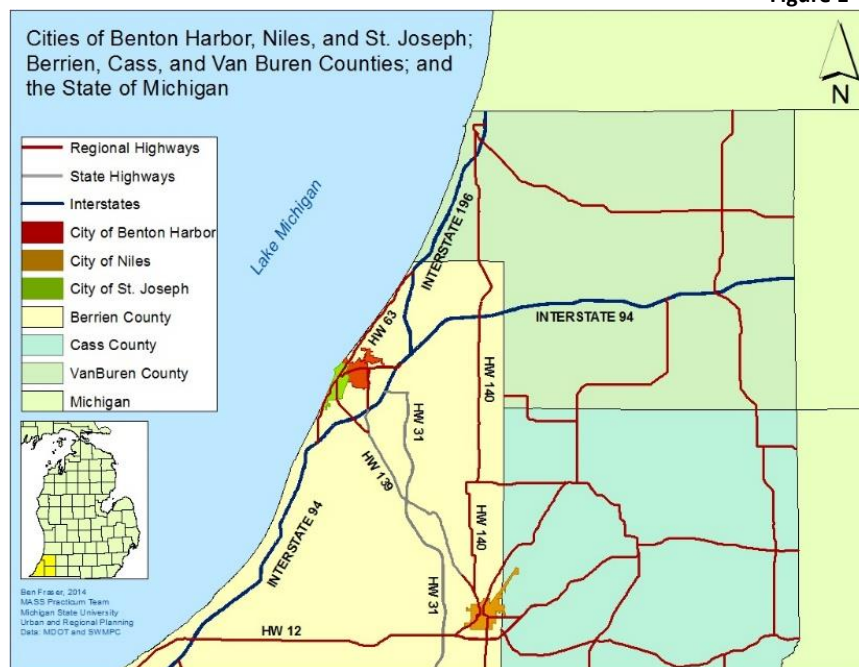 Figure 1
Cities of Benton Harbor, Niles, and St. Joseph;
Berrien, Cass, and Van Buren Counties; and
the State of Michigan
N
Regional Highways
State Highways
Interstates
City of Benton Harbor
City of Niles
City of St. Joseph
Berrien County
Cass County
VanBuren County
Michigan
Lake Michigan
INTERSTATE 196
HW 63
INTERSTATE 94
HW 140
HW 31
HW 139
HW 140
INTERSTATE 94
HW 31
HW 12
Ben Fraser, 2014
MASS Practicum Team
Michigan State University
Urban and Regional Planning
Data: MDOT and SWMPC